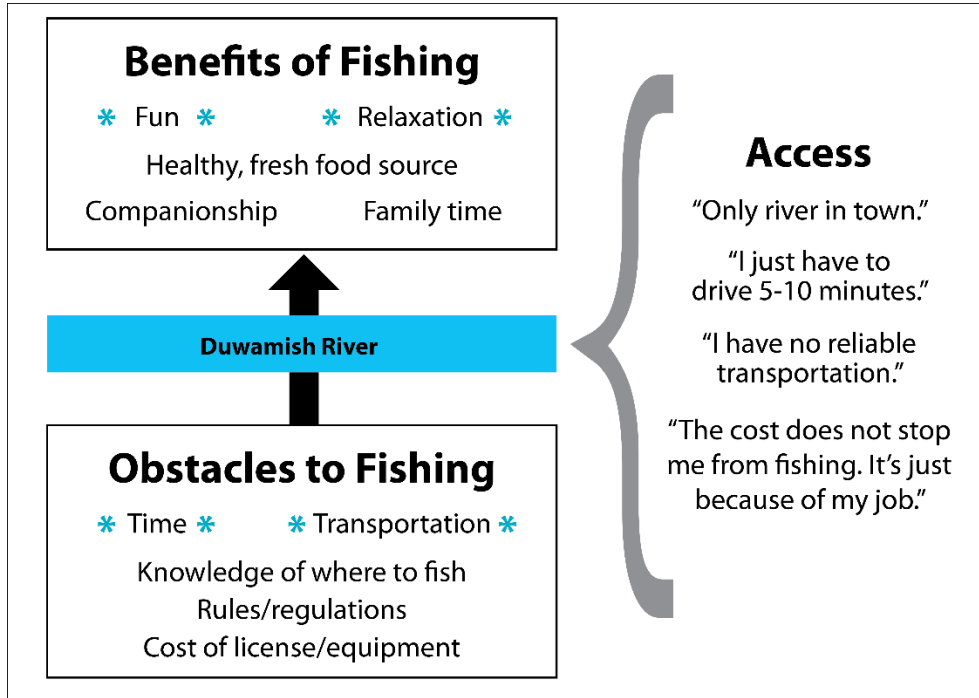 Benefits of Fishing
* Fun * * Relaxation *
Healthy, fresh food source
Companionship Family time
Duwamish River
Obstacles to Fishing
* Time * * Transportation *
Knowledge of where to fish
Rules/regulations
Cost of license/equipment
Access
“Only river in town.”
“I just have to
drive 5-10 minutes.”
“I have no reliable
transportation.”
“The cost does not stop
me from fishing. It’s just
because of my job.”